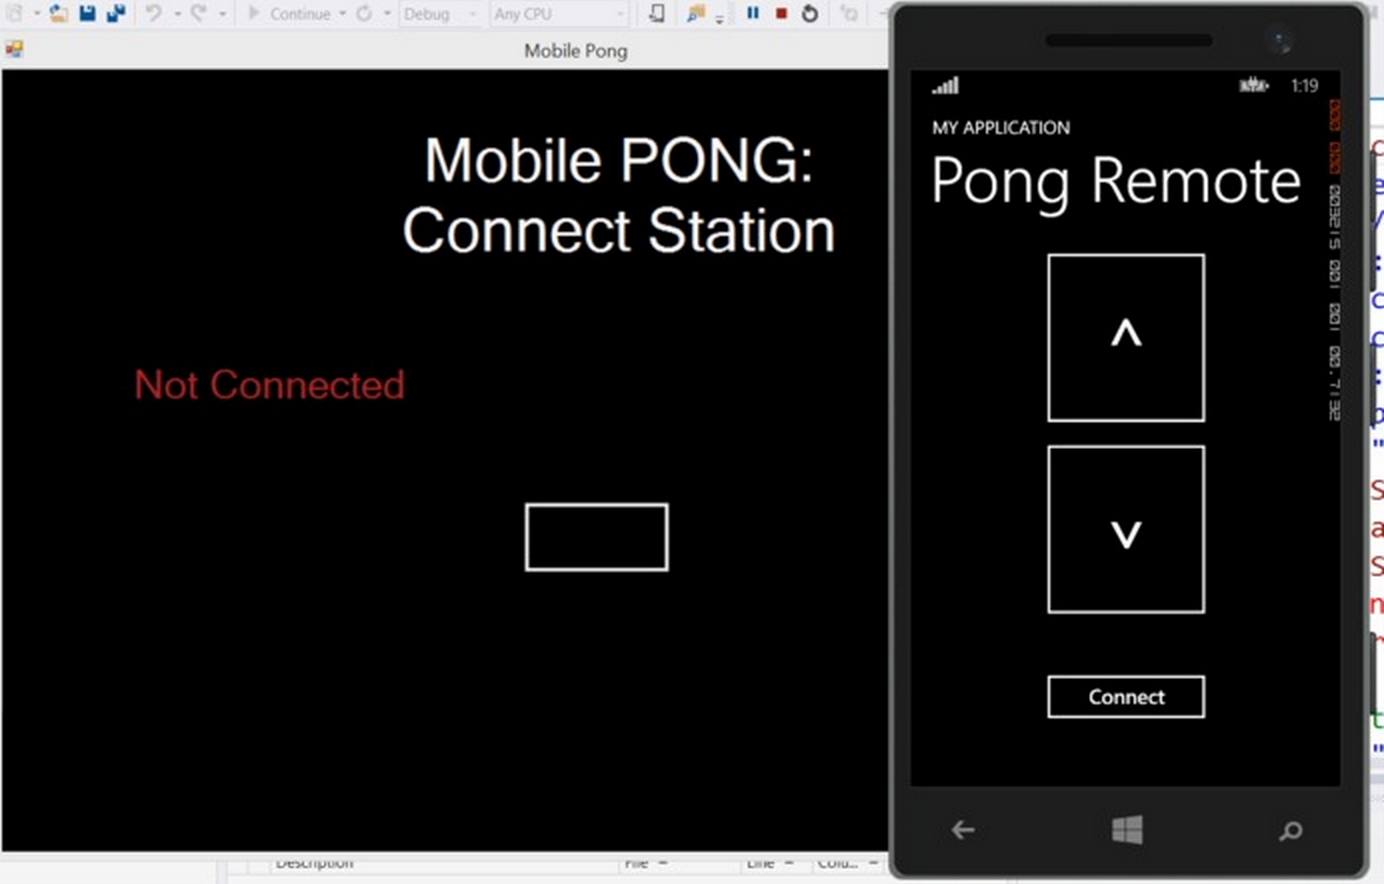 Continue
Debug
Any CPU
Mobile Pong
Mobile PONG:
Connect Station
Not Connected
1:19
MY APPLICATION
Pong Remote
^
v
Connect
Description
File
Line
Colu...